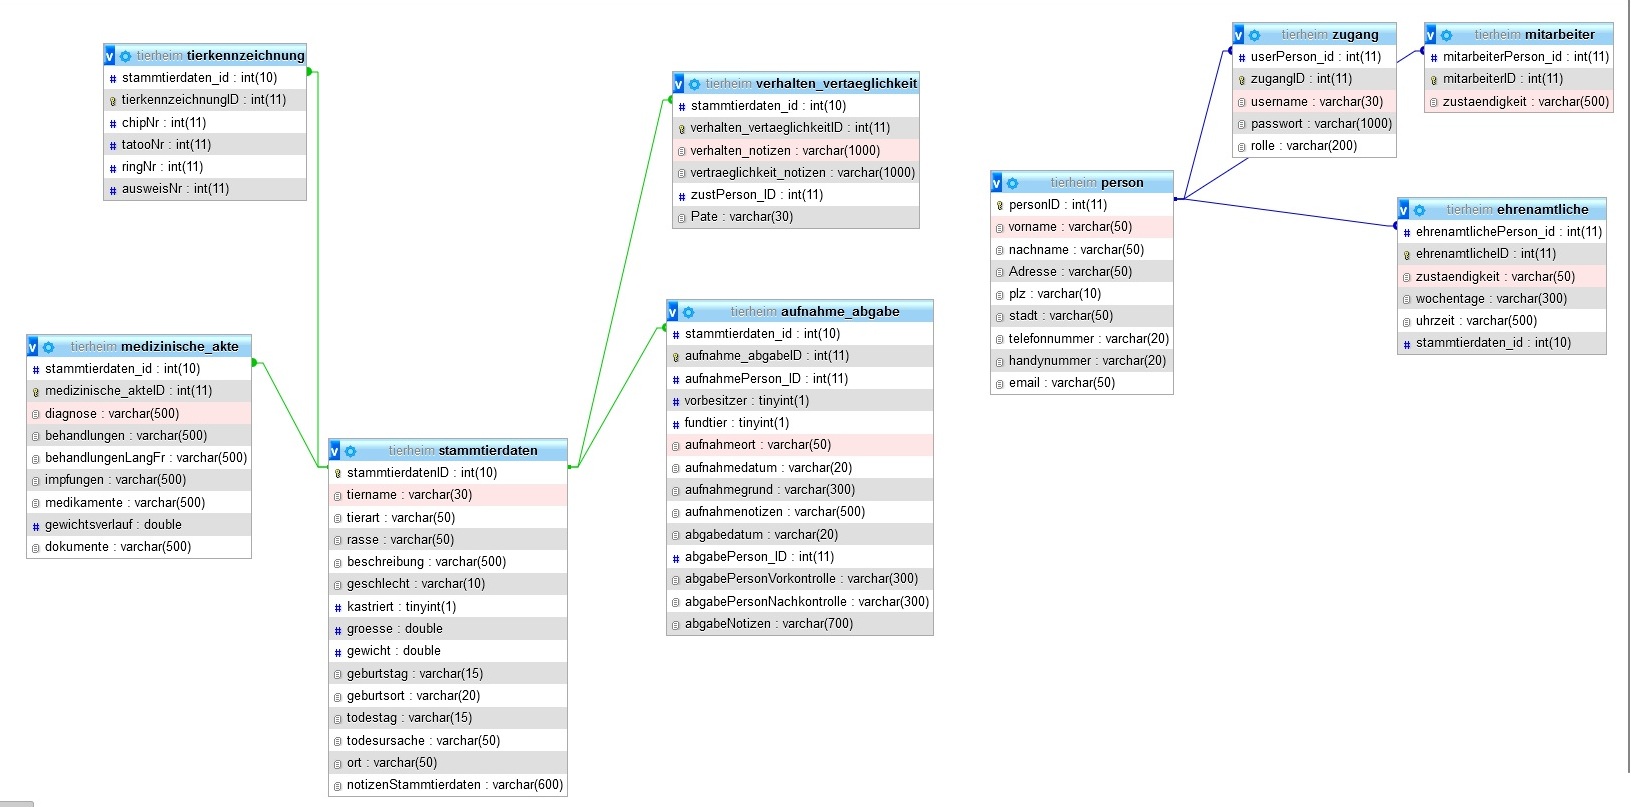 v tierheim tierkennzeichnung
# stammtierdaten_id : int(10)
tierkennzeichnungID : int(11)
# chipNr : int(11)
# tatooNr : int(11)
# ringNr : int(11)
# ausweisNr : int(11)
v tierheim medizinische_akte
# stammtierdaten_id : int(10)
medizinische_akteID : int(11)
diagnose : varchar(500)
behandlungen : varchar(500)
behandlungenLangFr : varchar(500)
impfungen : varchar(500)
medikamente : varchar(500)
# gewichtsverlauf : double
dokumente : varchar(500)
v tierheim stammtierdaten
stammtierdatenID : int(10)
tiername : varchar(30)
tierart : varchar(50)
rasse : varchar(50)
beschreibung : varchar(500)
geschlecht : varchar(10)
# kastriert : tinyint(1)
# groesse : double
# gewicht : double
geburtstag : varchar(15)
geburtsort : varchar(20)
todestag : varchar(15)
todesursache : varchar(50)
ort : varchar(50)
notizenStammtierdaten : varchar(600)
v tierheim verhalten_vertaeglichkeit
# stammtierdaten_id : int(10)
verhalten_vertaeglichkeitID : int(11)
verhalten_notizen : varchar(1000)
vertraeglichkeit_notizen : varchar(1000)
# zustPerson_ID : int(11)
Pate : varchar(30)
v tierheim aufnahme_abgabe
# stammtierdaten_id : int(10)
aufnahme_abgabeID : int(11)
# aufnahmePerson_ID : int(11)
# vorbesitzer : tinyint(1)
# fundtier : tinyint(1)
aufnahmeort : varchar(50)
aufnahmedatum : varchar(20)
aufnahmegrund : varchar(300)
aufnahmenotizen : varchar(500)
abgabedatum : varchar(20)
# abgabePerson_ID : int(11)
abgabePersonVorkontrolle : varchar(300)
abgabePersonNachkontrolle : varchar(300)
abgabeNotizen : varchar(700)
v tierheim person
personID : int(11)
vorname : varchar(50)
nachname : varchar(50)
Adresse : varchar(50)
plz : varchar(10)
stadt : varchar(50)
telefonnummer : varchar(20)
handynummer : varchar(20)
email : varchar(50)
v tierheim zugang
# userPerson_id : int(11)
zugangID : int(11)
username : varchar(30)
passwort : varchar(1000)
rolle : varchar(200)
v tierheim mitarbeiter
# mitarbeiterPerson_id : int(11)
mitarbeiterID : int(11)
zustaendigkeit : varchar(500)
v tierheim ehrenamtliche
# ehrenamtlichePerson_id : int(11)
ehrenamtlicheID : int(11)
zustaendigkeit : varchar(50)
wochentage : varchar(300)
uhrzeit : varchar(500)
# stammtierdaten_id : int(10)